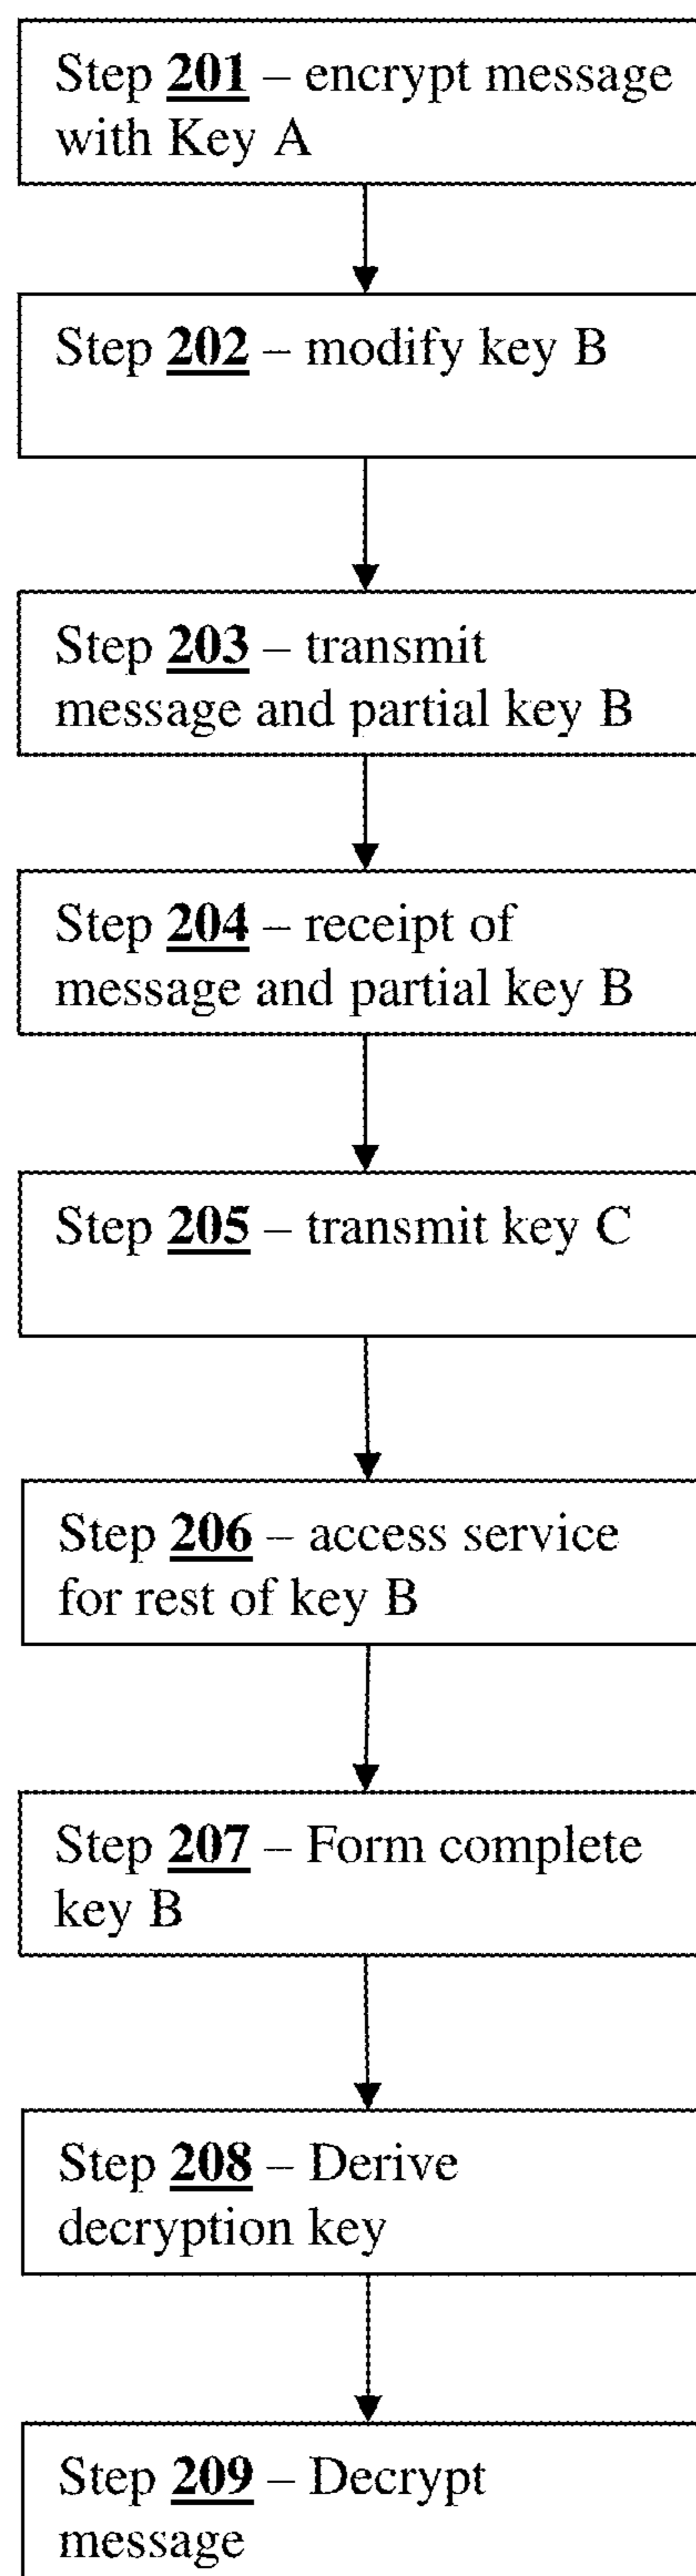 Step 201 – encrypt message
with Key A
Step 202 – modify key B
Step 203 – transmit
message and partial key B
Step 204 – receipt of
message and partial key B
Step 205 – transmit key C
Step 206 – access service
for rest of key B
Step 207 – Form complete
key B
Step 208 – Derive
decryption key
Step 209 – Decrypt
message